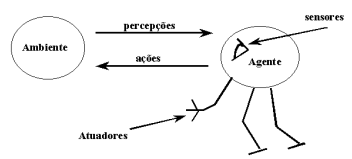 sensores
percepções
Ambiente
Agente
ações
Atuadores